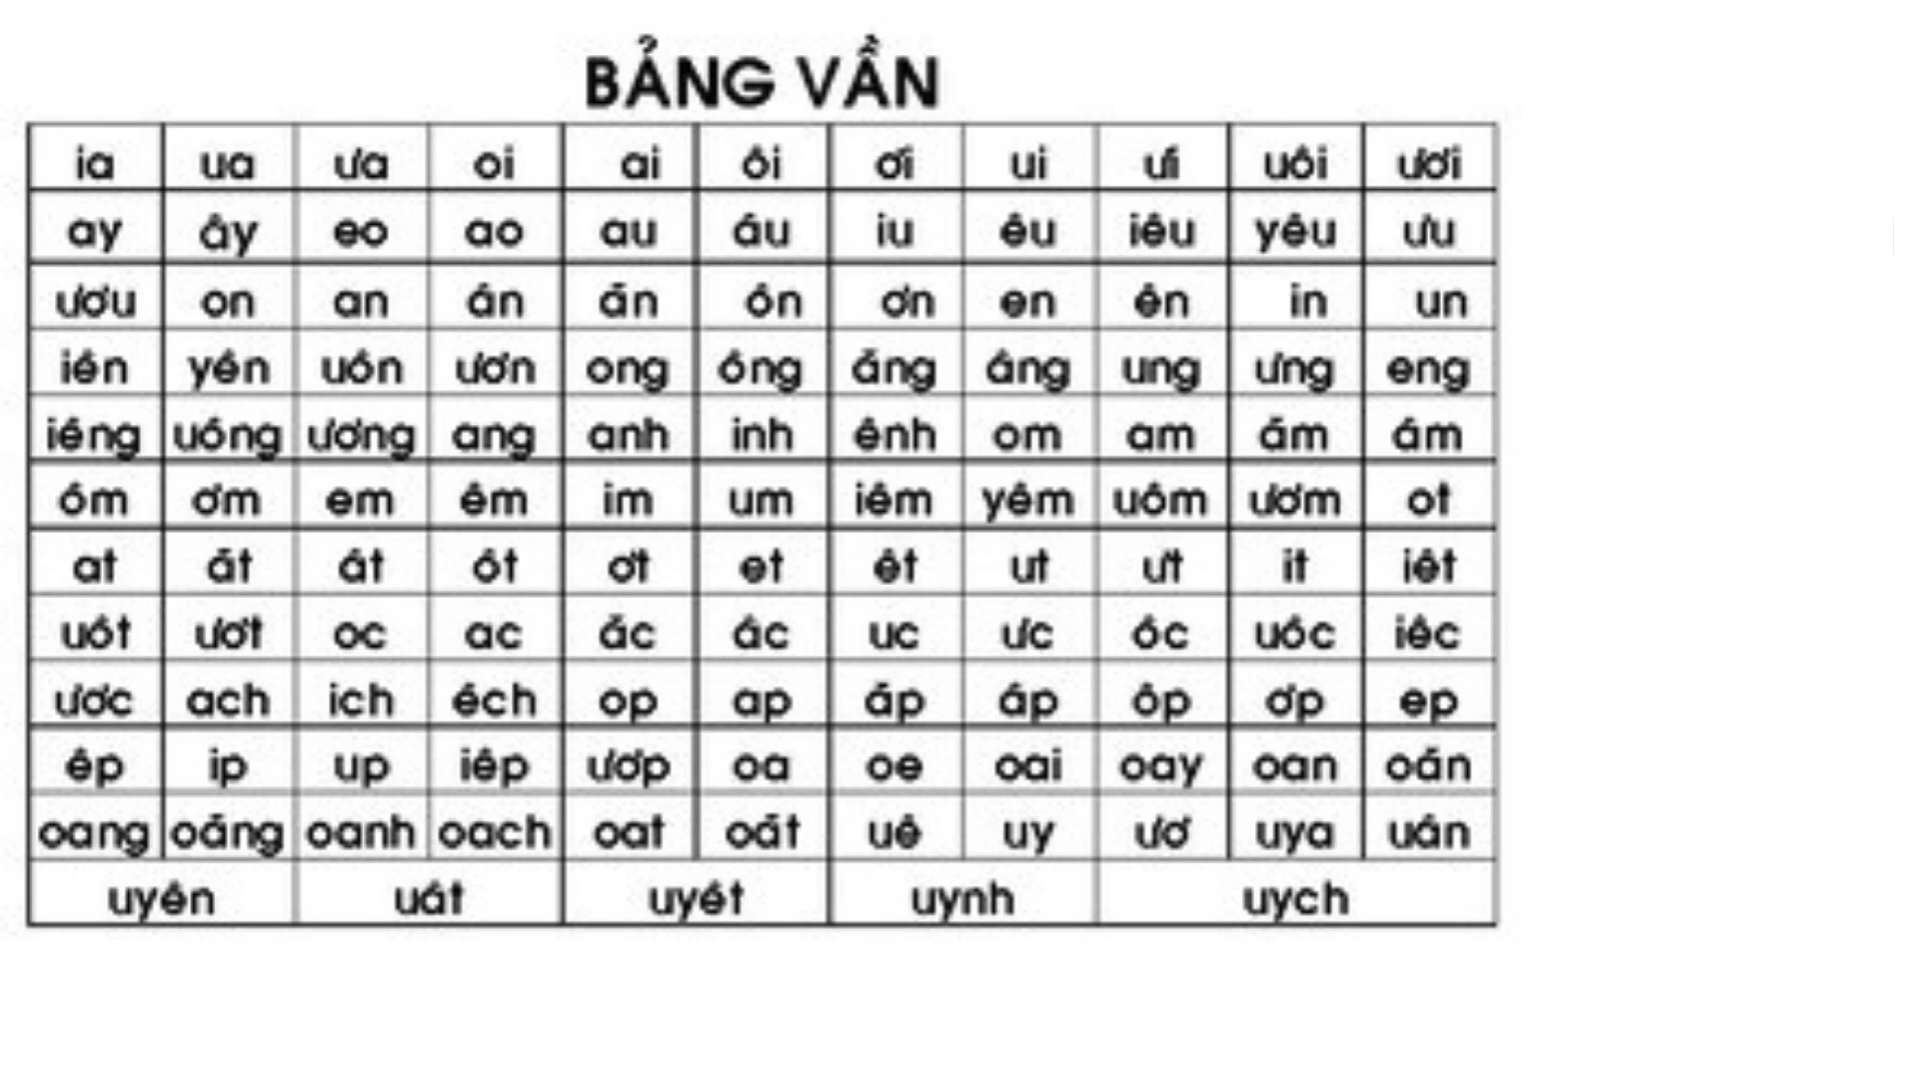 BẢNG VẦN
ia ua ưa oi ai ôi ơi ui ưi uôi ươi
ay ây eo ao au âu iu êu iêu yêu ưu
ươu on an ân ăn ôn ơn en ên in un
iên yên uôn ươn ong ông ăng âng ung ưng eng
iêng uông ương ang anh inh ênh om am ăm âm
ôm ơm em êm im um iêm yêm uôm ươm ot
at ăt ât ôt ơt et êt ut ưt it iêt
uôt ươt oc ac ăc âc uc ưc ôc uôc iêc
ươc ach ich êch op ap ăp âp ôp ơp ep
êp ip up iêp ươp oa oe oai oay oan oăn
oang oăng oanh oach oat oăt uê uy ươ uya uân
uyên uât uyêt uynh uych